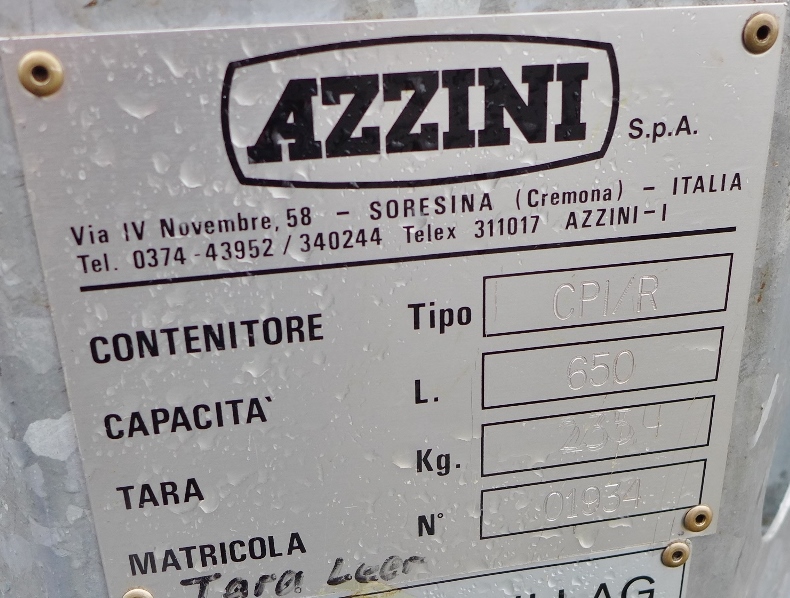 AZZINI S.p.A.
Via IV Novembre, 58 - SORESINA (Cremona) - ITALIA
Tel. 0374-43952 / 340244 Telex 311017 AZZINI-I
CONTENITORE Tipo CPI/R
CAPACITA` L. 650
TARA Kg.
MATRICOLA N° 01934
Tara Leer